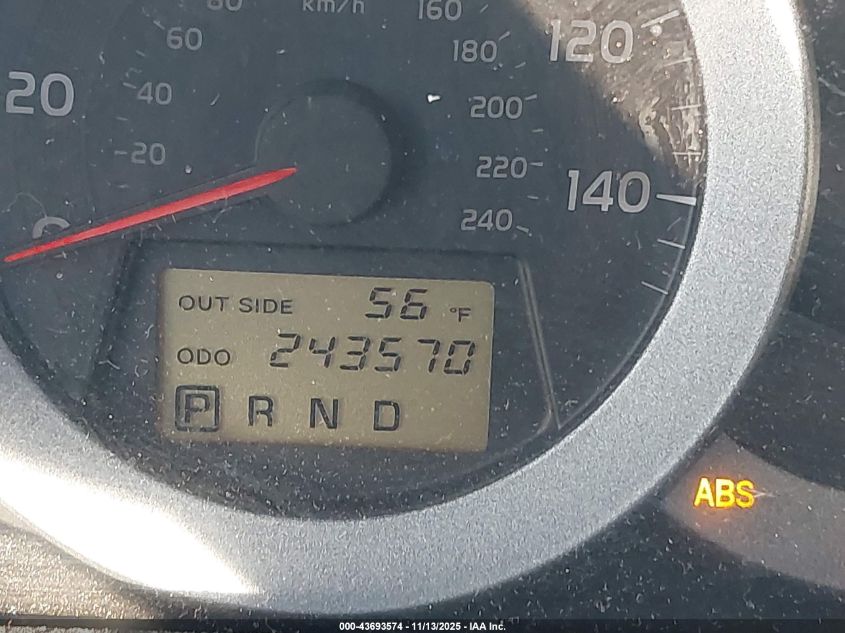 80 km/h 160
60 120
180
20 40 200
20 220 140
0 240
OUT SIDE 56 °F
ODO 243570
P R N D
ABS
000-43693574 - 11/13/2025 - IAA Inc.